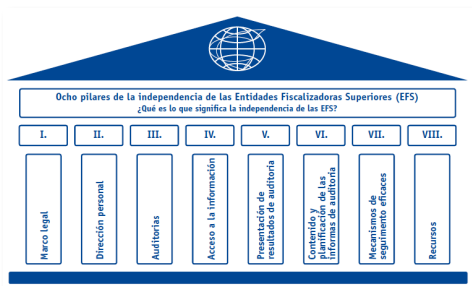 Ocho pilares de la independencia de las Entidades Fiscalizadoras Superiores (EFS)
¿Qué es lo que significa la independencia de las EFS?
I.
II.
III.
IV.
V.
VI.
VII.
VIII.
Marco legal
Dirección personal
Auditorias
Acceso a la información
Presentación de
resultados de auditoría
Contenido y
planificación de las
informas de auditoría
Mecanismos de
seguimento eficaces
Recursos